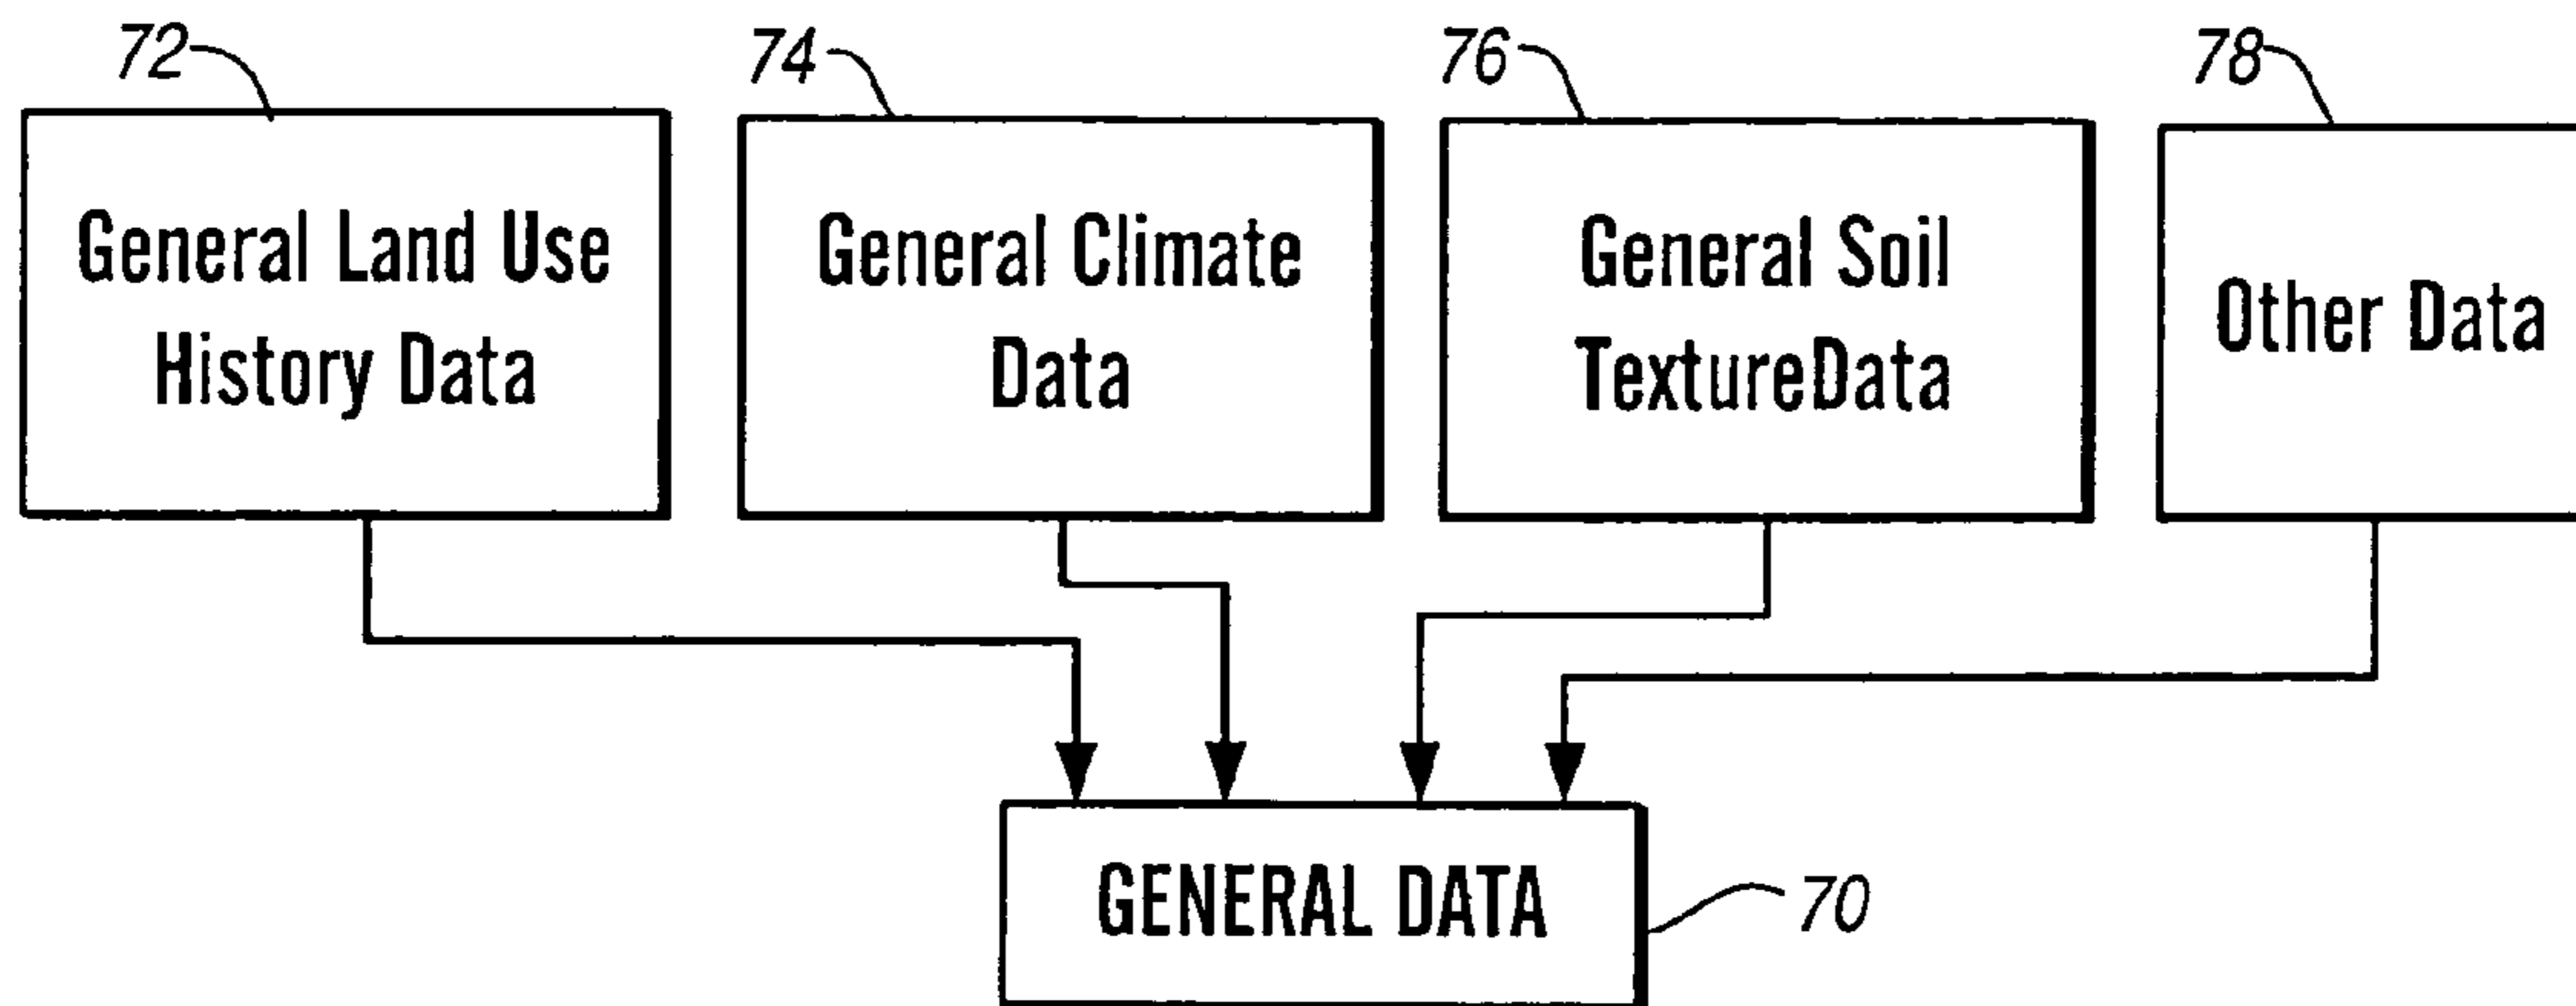 72
74
76
78
General Land Use
History Data
General Climate
Data
General Soil
TextureData
Other Data
GENERAL DATA
70